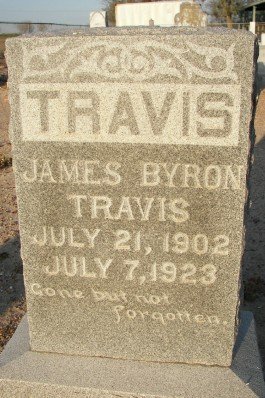 TRAVIS
JAMES BYRON
TRAVIS
JULY 21, 1902
JULY 7, 1923
Gone but not
forgotten.